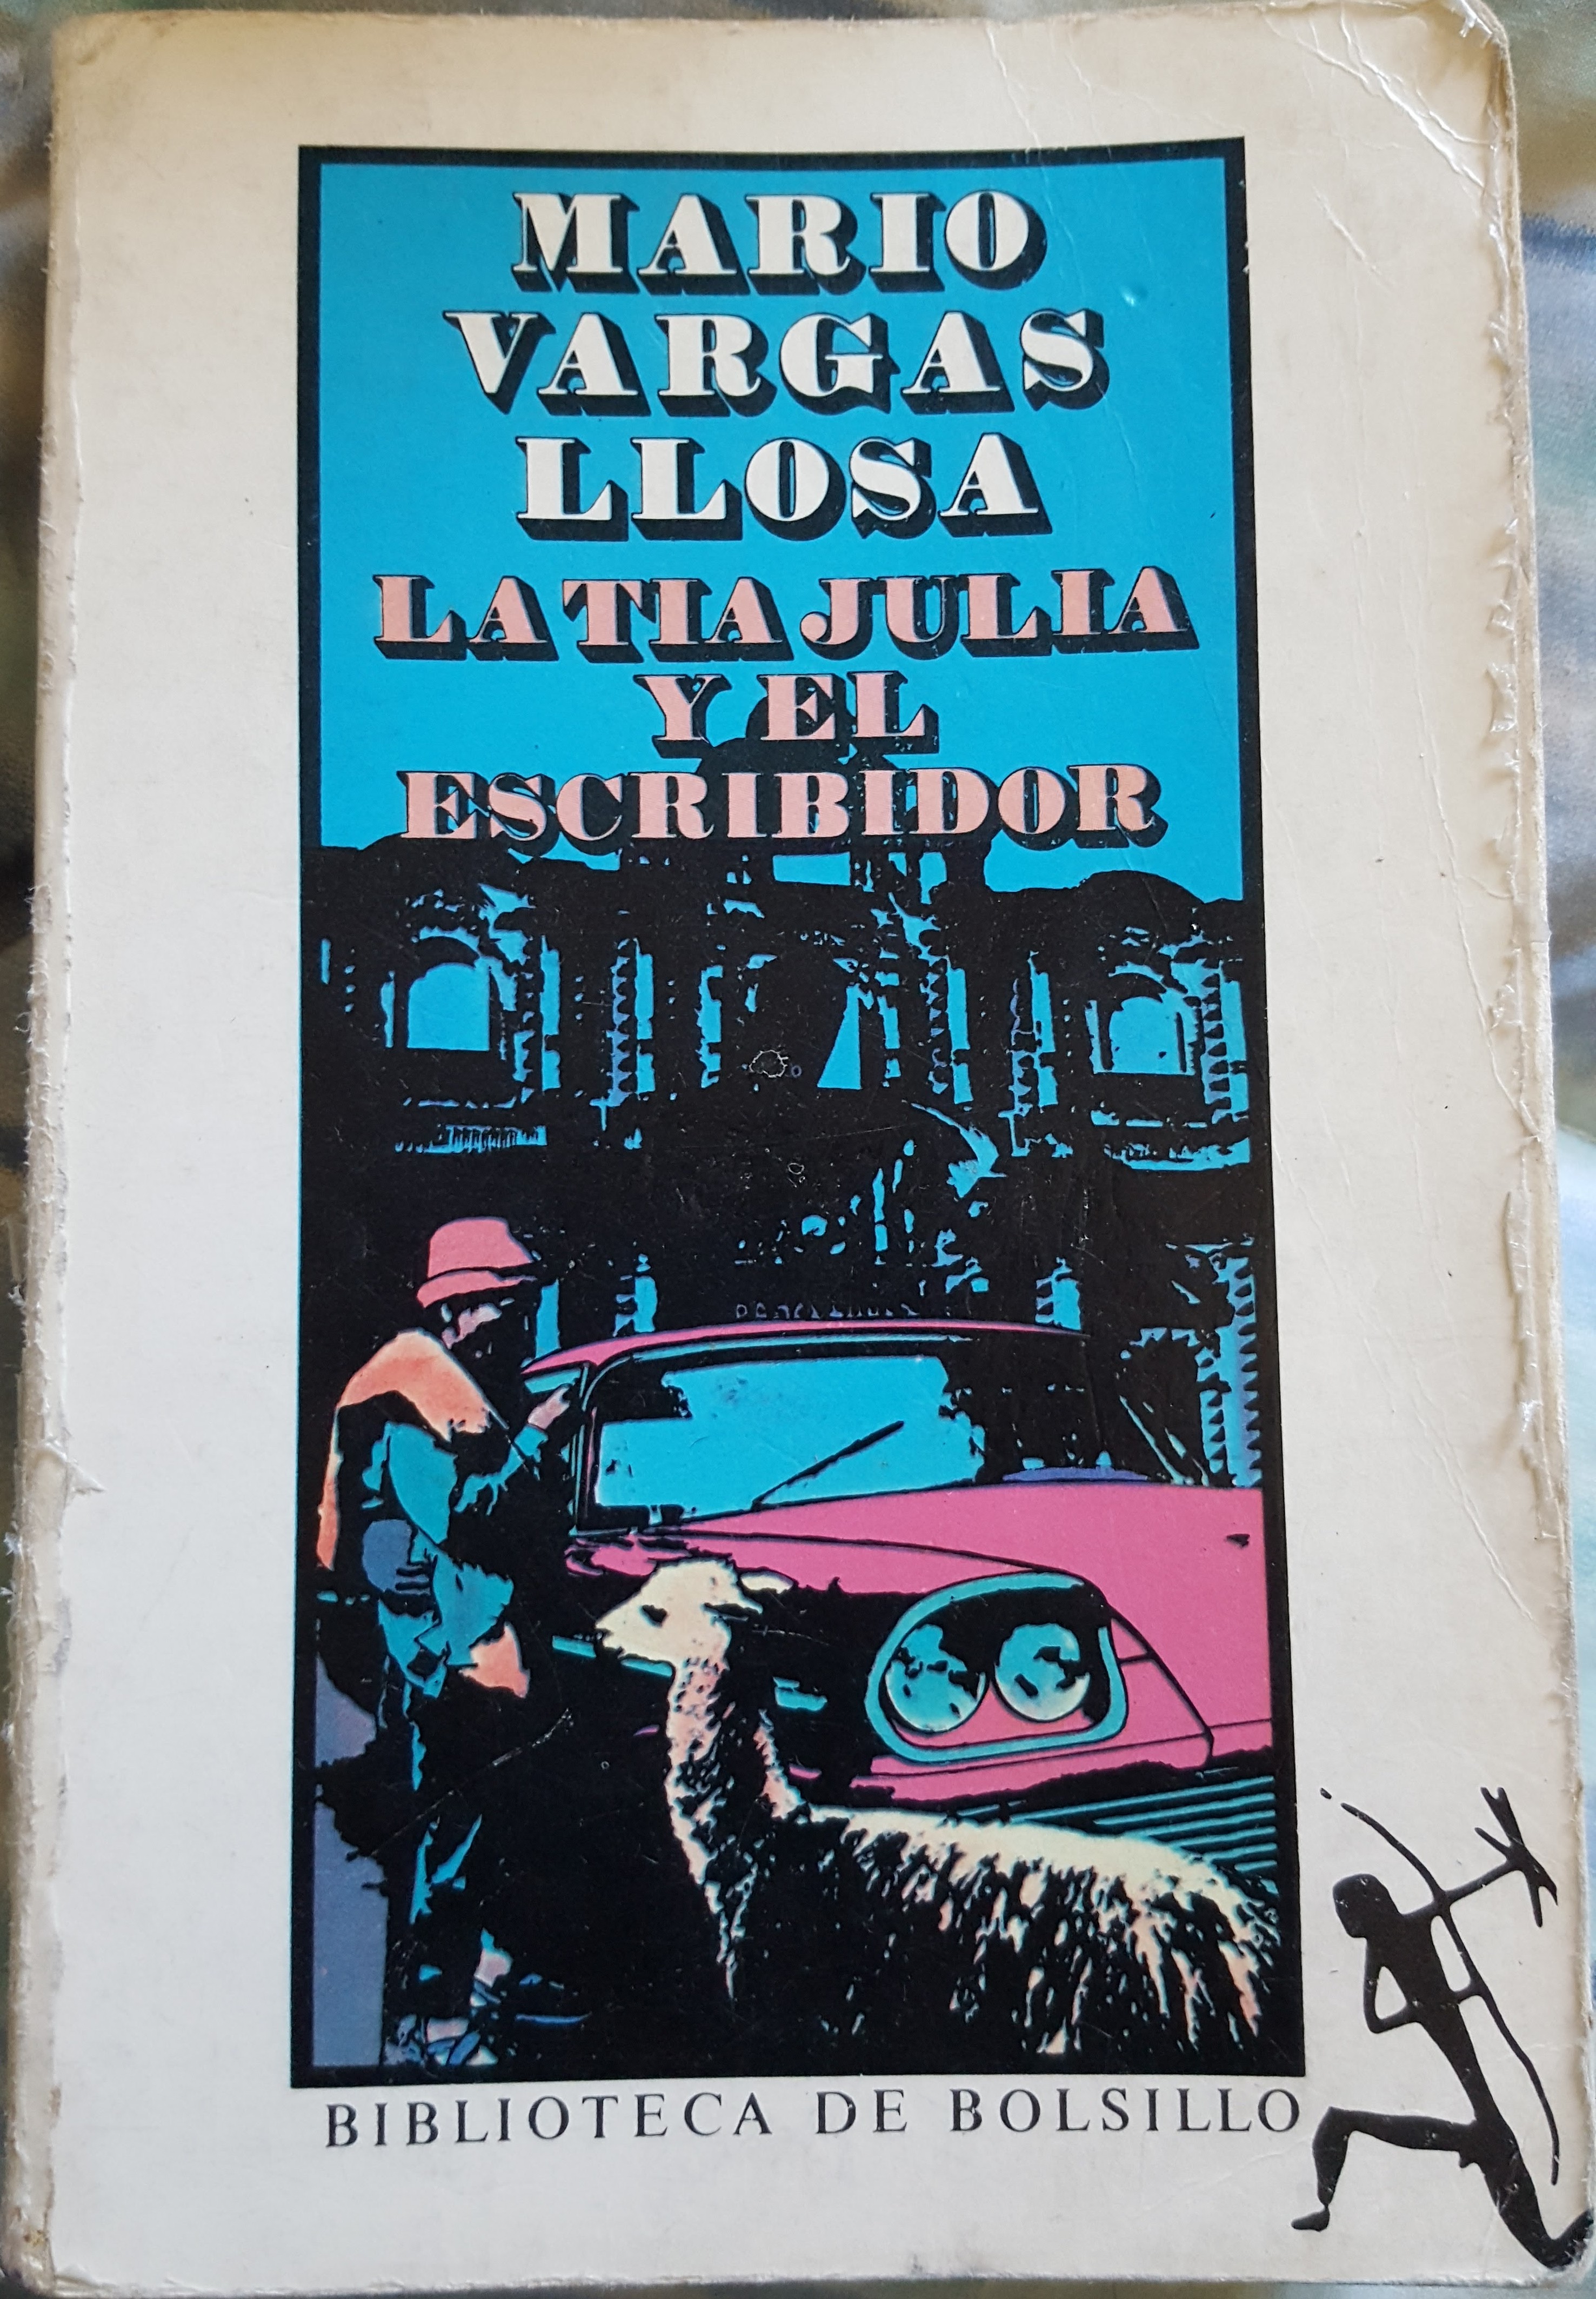 MARIO
VARGAS
LLOSA
LA TIA JULIA
Y EL
ESCRIBIDOR
BIBLIOTECA DE BOLSILLO